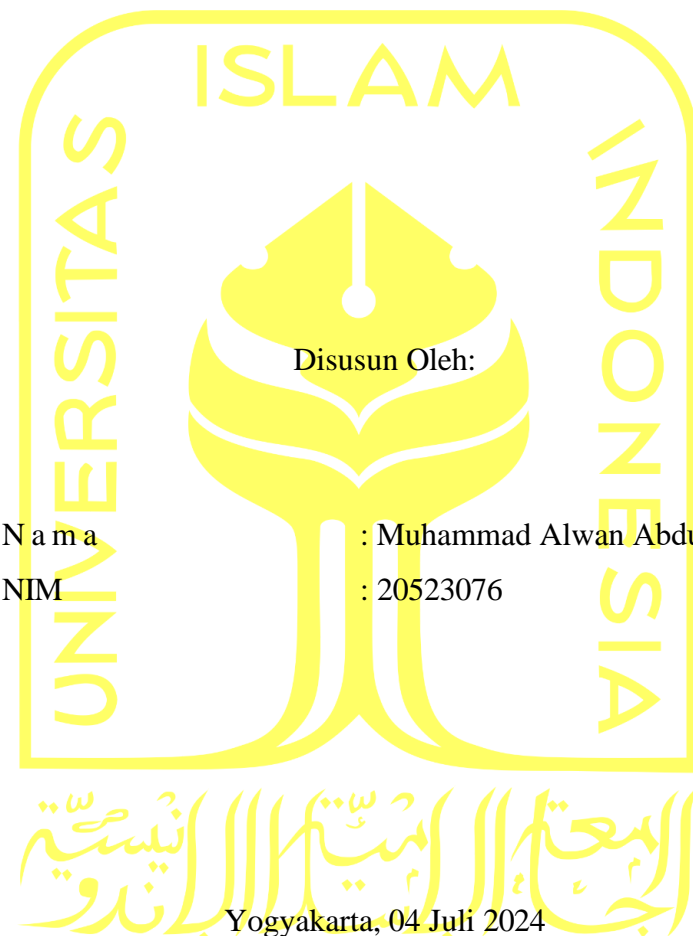 ISLAM
UNIVERSITAS
INDONESIA
Disusun Oleh:
N a m a : Muhammad Alwan Abdu
NIM : 20523076
Yogyakarta, 04 Juli 2024